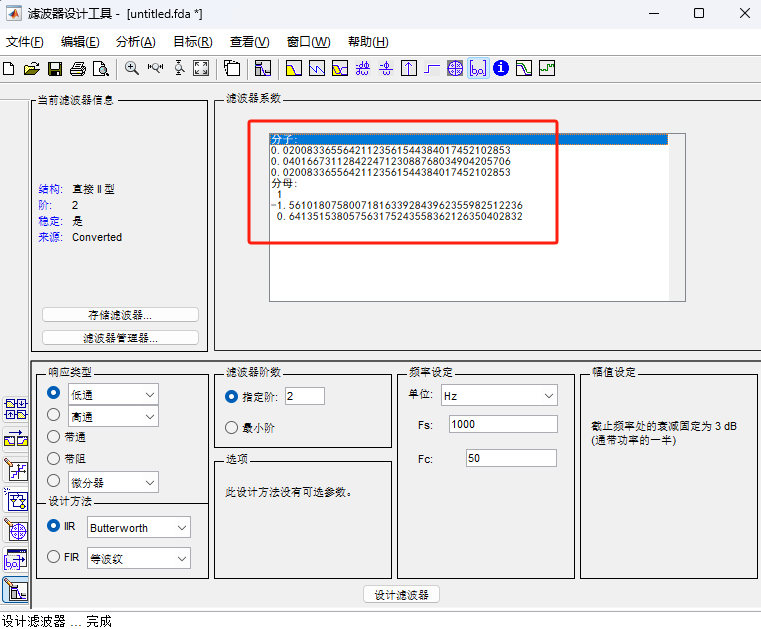 滤波器设计工具 - [untitled.fda *]
文件(F) 编辑(E) 分析(A) 目标(R) 查看(V) 窗口(W) 帮助(H)
当前滤波器信息
结构: 直接 II 型
阶: 2
稳定: 是
来源: Converted
存储滤波器...
滤波器管理器...
滤波器系数
分子:
0.020083365564211235615443840174521028​53
0.040166731128422471230887680349042057​06
0.020083365564211235615443840174521028​53
分母:
1
-1.5610180758007181633928439623559825​12236
0.6413515380575631752435583621263504​02832
响应类型
低通
高通
带通
带阻
微分器
设计方法
IIR Butterworth
FIR 等波纹
滤波器阶数
指定阶: 2
最小阶
选项
此设计方法没有可选参数。
频率设定
单位: Hz
Fs: 1000
Fc: 50
幅值设定
截止频率处的衰减固定为 3 dB
(通带功率的一半)
设计滤波器
设计滤波器 ... 完成